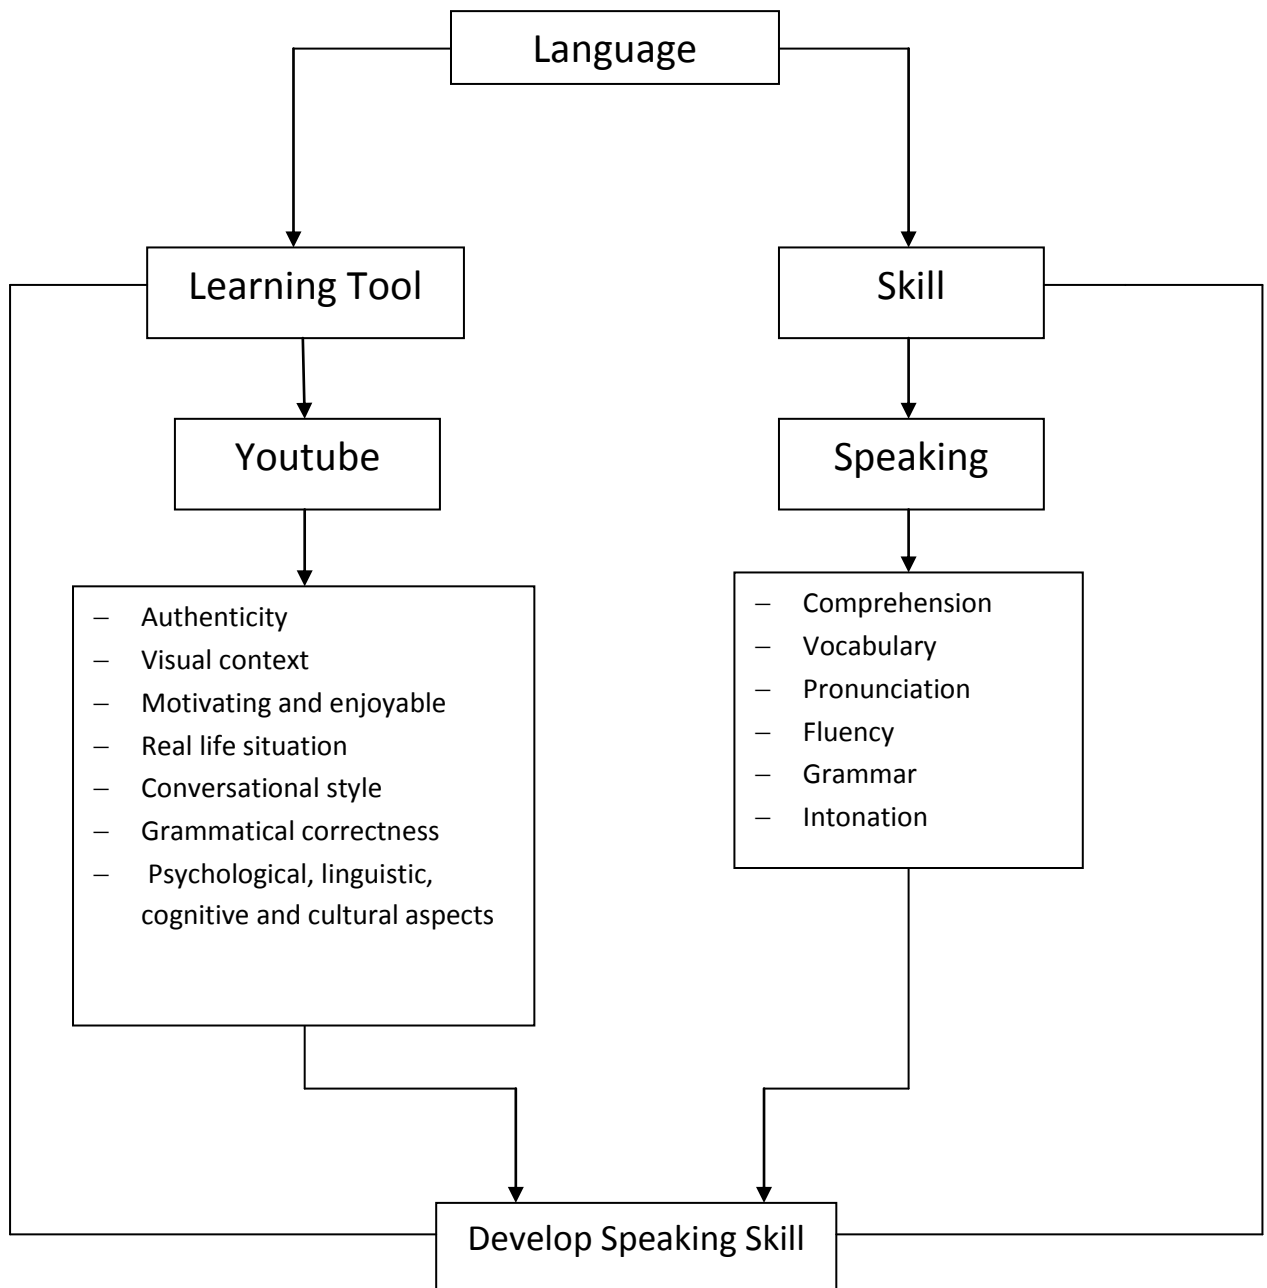 Language
Learning Tool
Skill
Youtube
Speaking
– Authenticity
– Visual context
– Motivating and enjoyable
– Real life situation
– Conversational style
– Grammatical correctness
– Psychological, linguistic,
cognitive and cultural aspects
– Comprehension
– Vocabulary
– Pronunciation
– Fluency
– Grammar
– Intonation
Develop Speaking Skill